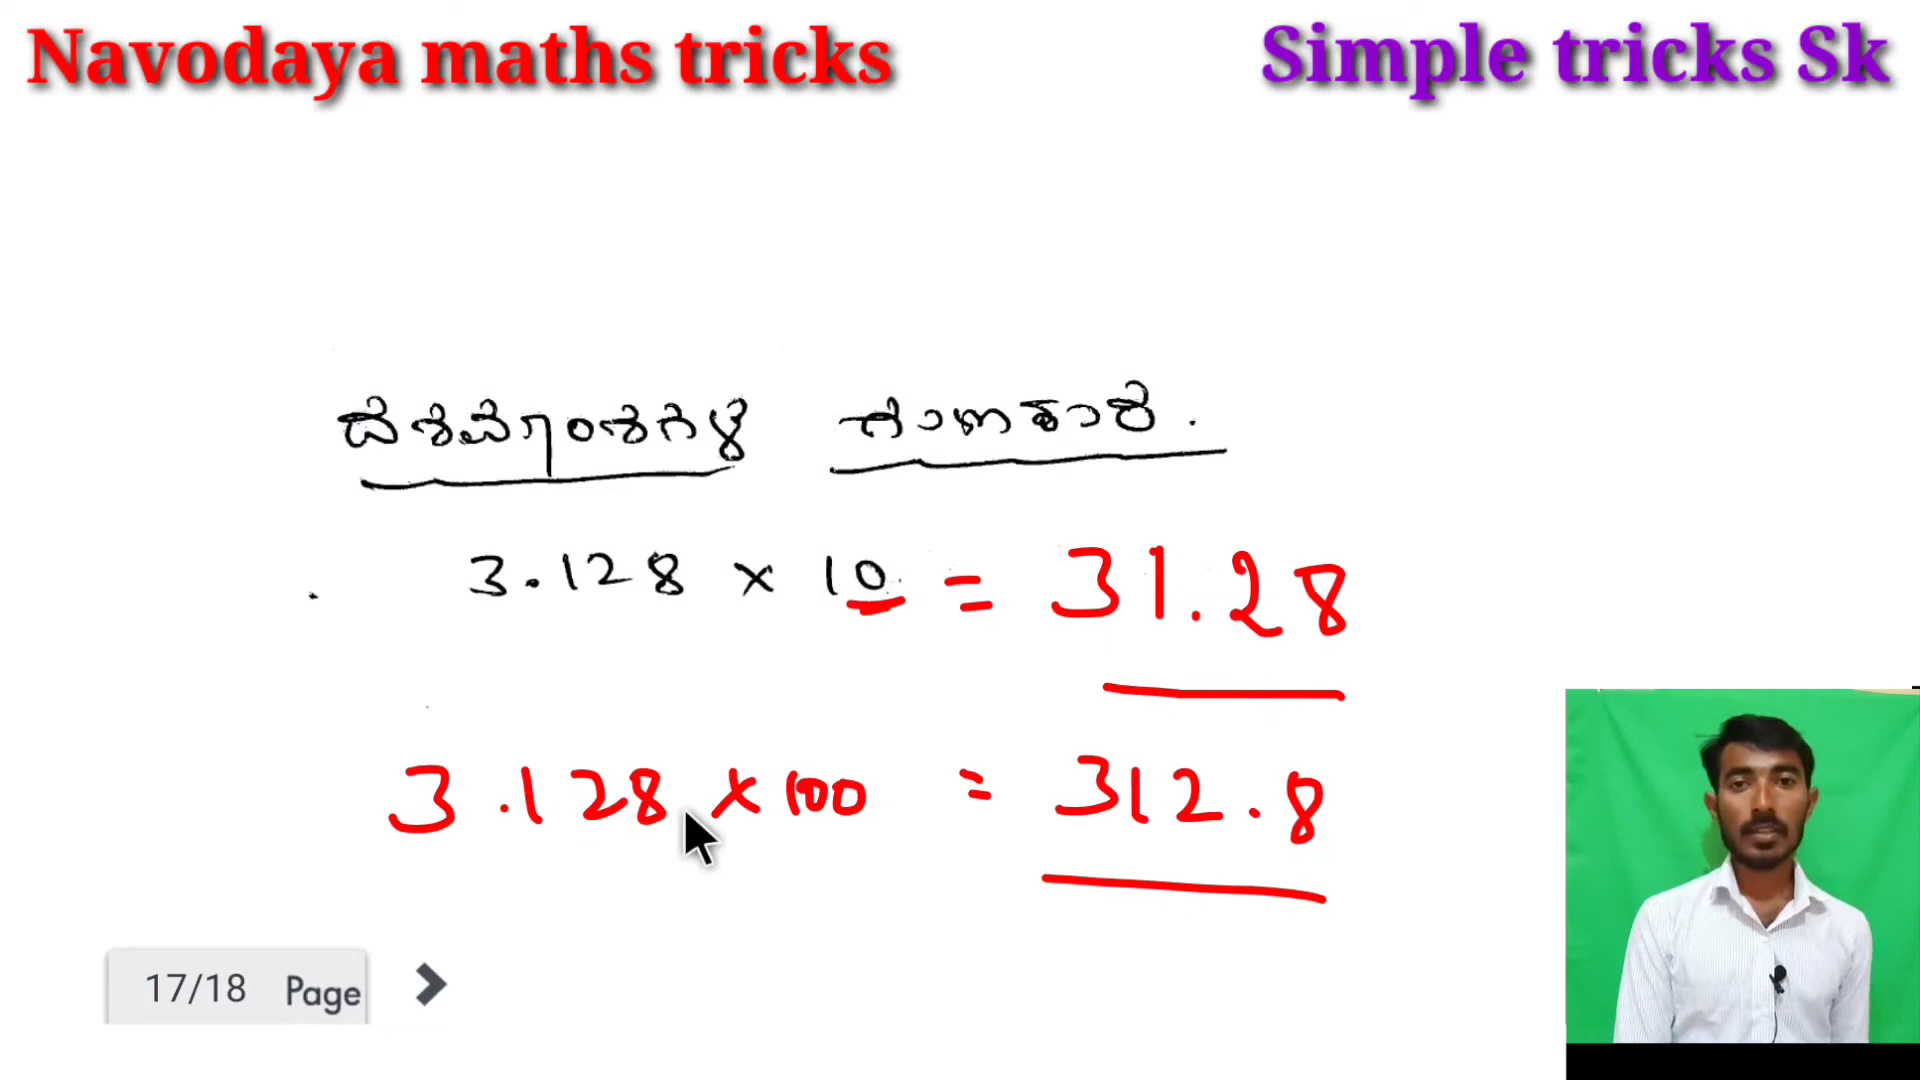 Navodaya maths tricks
Simple tricks Sk
ದಶಮಾಂಶಗಳ ಗುಣಾಕಾರ.
3.128 × 10 = 31.28
3.128 × 100 = 312.8
17/18 Page